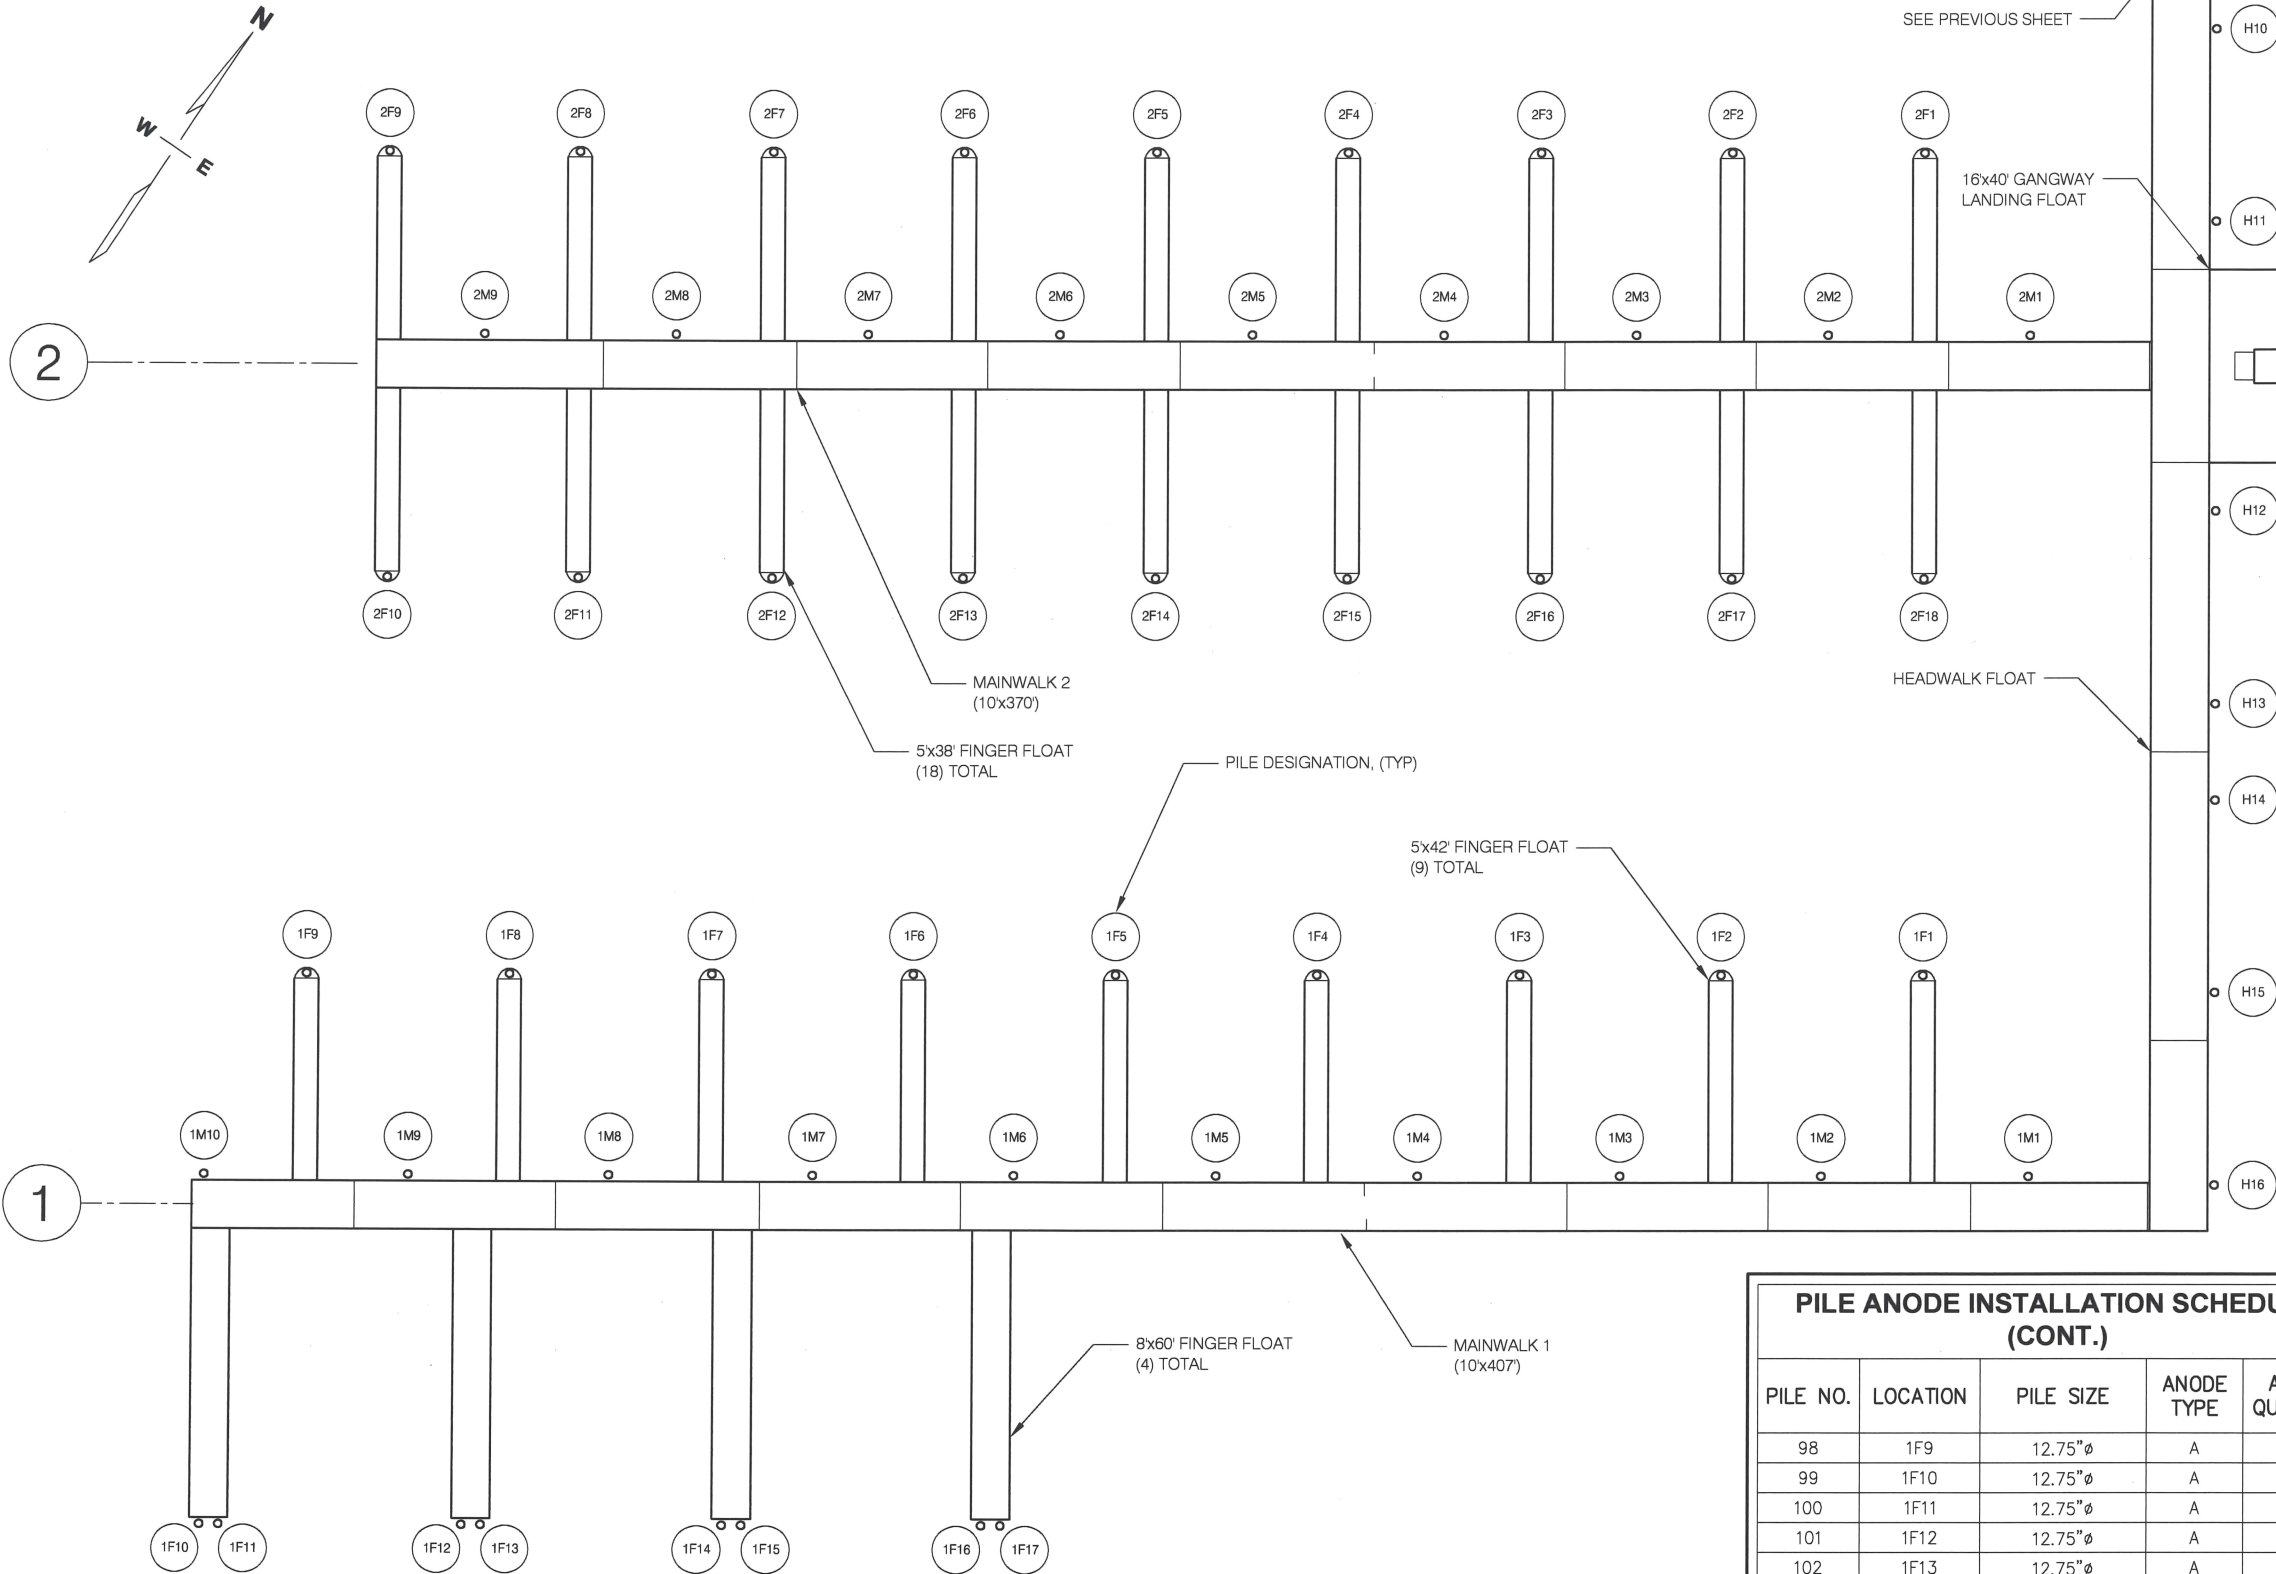 N
W
E
SEE PREVIOUS SHEET
H10
2F9
2F8
2F7
2F6
2F5
2F4
2F3
2F2
2F1
16'x40' GANGWAY
LANDING FLOAT
H11
2M9
2M8
2M7
2M6
2M5
2M4
2M3
2M2
2M1
2
H12
2F10
2F11
2F12
2F13
2F14
2F15
2F16
2F17
2F18
MAINWALK 2
(10'x370')
HEADWALK FLOAT
H13
5'x38' FINGER FLOAT
(18) TOTAL
PILE DESIGNATION, (TYP)
H14
5'x42' FINGER FLOAT
(9) TOTAL
1F9
1F8
1F7
1F6
1F5
1F4
1F3
1F2
1F1
H15
1M10
1M9
1M8
1M7
1M6
1M5
1M4
1M3
1M2
1M1
1
H16
8'x60' FINGER FLOAT
(4) TOTAL
MAINWALK 1
(10'x407')
1F10
1F11
1F12
1F13
1F14
1F15
1F16
1F17
PILE ANODE INSTALLATION SCHEDU
(CONT.)
PILE NO. LOCATION PILE SIZE ANODE TYPE A QU
98 1F9 12.75"ø A
99 1F10 12.75"ø A
100 1F11 12.75"ø A
101 1F12 12.75"ø A
102 1F13 12.75"ø A